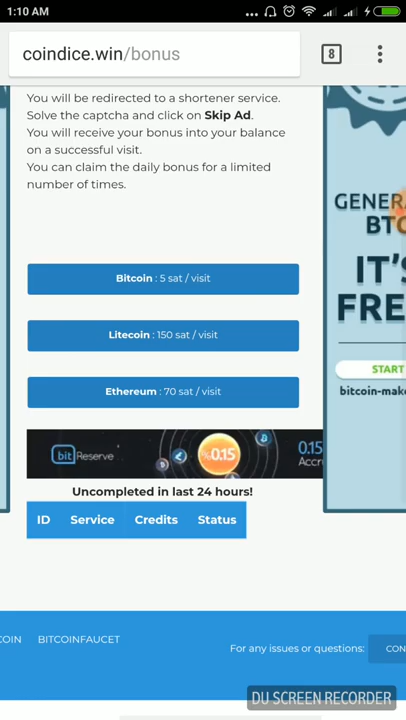 1:10 AM
coindice.win/bonus
8
You will be redirected to a shortener service.
Solve the captcha and click on Skip Ad.
You will receive your bonus into your balance
on a successful visit.
You can claim the daily bonus for a limited
number of times.
GENERA
BTC
IT'S
FREE
START
bitcoin-make
Bitcoin : 5 sat / visit
Litecoin : 150 sat / visit
Ethereum : 70 sat / visit
bitReserve
%0.15
0.15
Accru
Uncompleted in last 24 hours!
ID Service Credits Status
COIN BITCOINFAUCET
For any issues or questions:
CON
DU SCREEN RECORDER